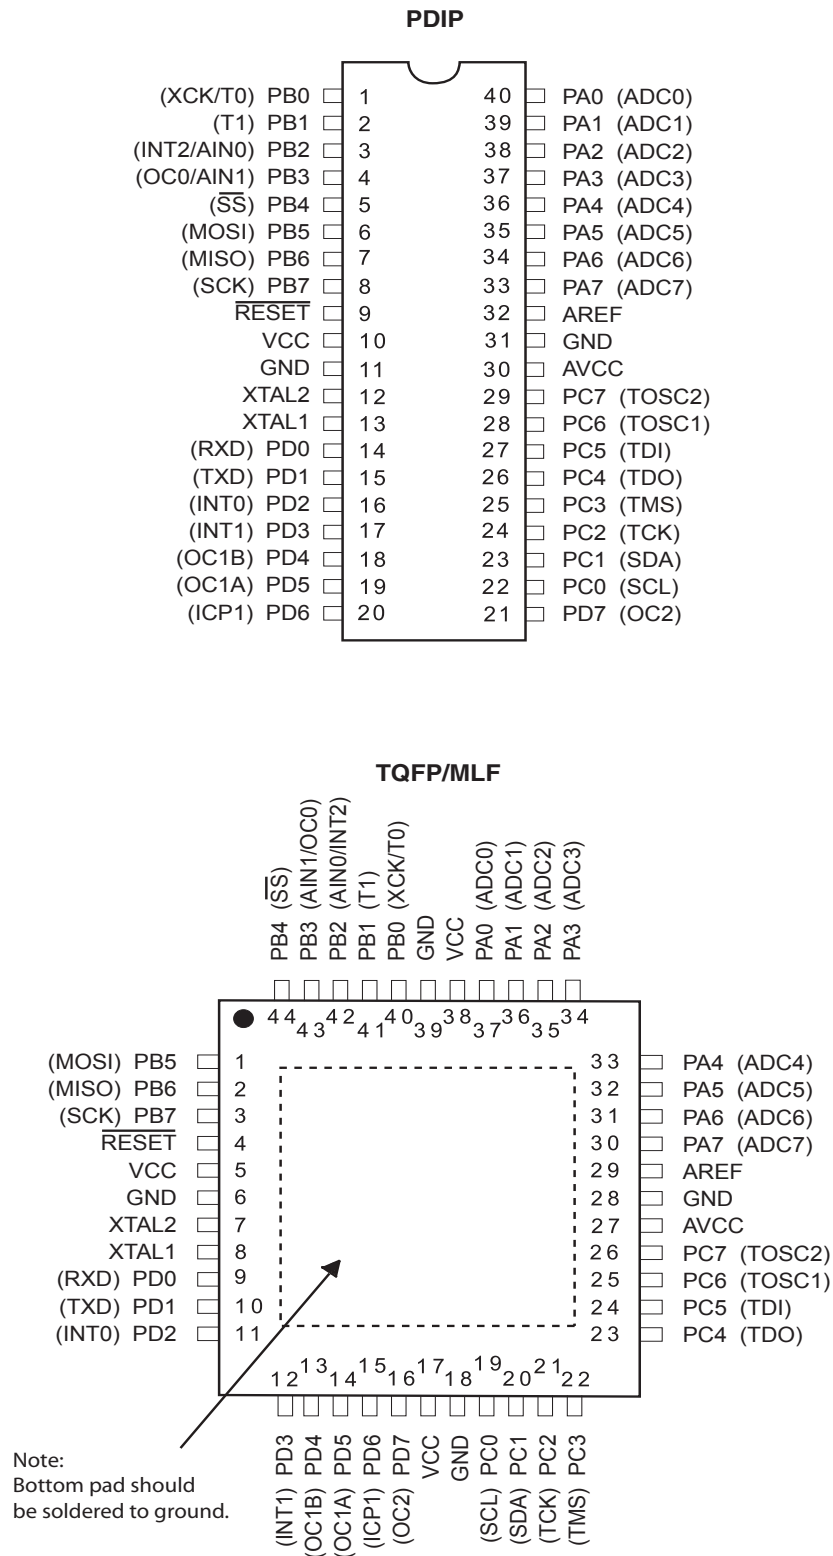 PDIP
(XCK/T0) PB0 1 40 PA0 (ADC0)
(T1) PB1 2 39 PA1 (ADC1)
(INT2/AIN0) PB2 3 38 PA2 (ADC2)
(OC0/AIN1) PB3 4 37 PA3 (ADC3)
(SS) PB4 5 36 PA4 (ADC4)
(MOSI) PB5 6 35 PA5 (ADC5)
(MISO) PB6 7 34 PA6 (ADC6)
(SCK) PB7 8 33 PA7 (ADC7)
RESET 9 32 AREF
VCC 10 31 GND
GND 11 30 AVCC
XTAL2 12 29 PC7 (TOSC2)
XTAL1 13 28 PC6 (TOSC1)
(RXD) PD0 14 27 PC5 (TDI)
(TXD) PD1 15 26 PC4 (TDO)
(INT0) PD2 16 25 PC3 (TMS)
(INT1) PD3 17 24 PC2 (TCK)
(OC1B) PD4 18 23 PC1 (SDA)
(OC1A) PD5 19 22 PC0 (SCL)
(ICP1) PD6 20 21 PD7 (OC2)
TQFP/MLF
PB4 (SS)
PB3 (AIN1/OC0)
PB2 (AIN0/INT2)
PB1 (T1)
PB0 (XCK/T0)
GND
VCC
PA0 (ADC0)
PA1 (ADC1)
PA2 (ADC2)
PA3 (ADC3)
44 43 42 41 40 39 38 37 36 35 34
(MOSI) PB5 1 33 PA4 (ADC4)
(MISO) PB6 2 32 PA5 (ADC5)
(SCK) PB7 3 31 PA6 (ADC6)
RESET 4 30 PA7 (ADC7)
VCC 5 29 AREF
GND 6 28 GND
XTAL2 7 27 AVCC
XTAL1 8 26 PC7 (TOSC2)
(RXD) PD0 9 25 PC6 (TOSC1)
(TXD) PD1 10 24 PC5 (TDI)
(INT0) PD2 11 23 PC4 (TDO)
12 13 14 15 16 17 18 19 20 21 22
(INT1) PD3
(OC1B) PD4
(OC1A) PD5
(ICP1) PD6
(OC2) PD7
VCC
GND
(SCL) PC0
(SDA) PC1
(TCK) PC2
(TMS) PC3
Note:
Bottom pad should
be soldered to ground.